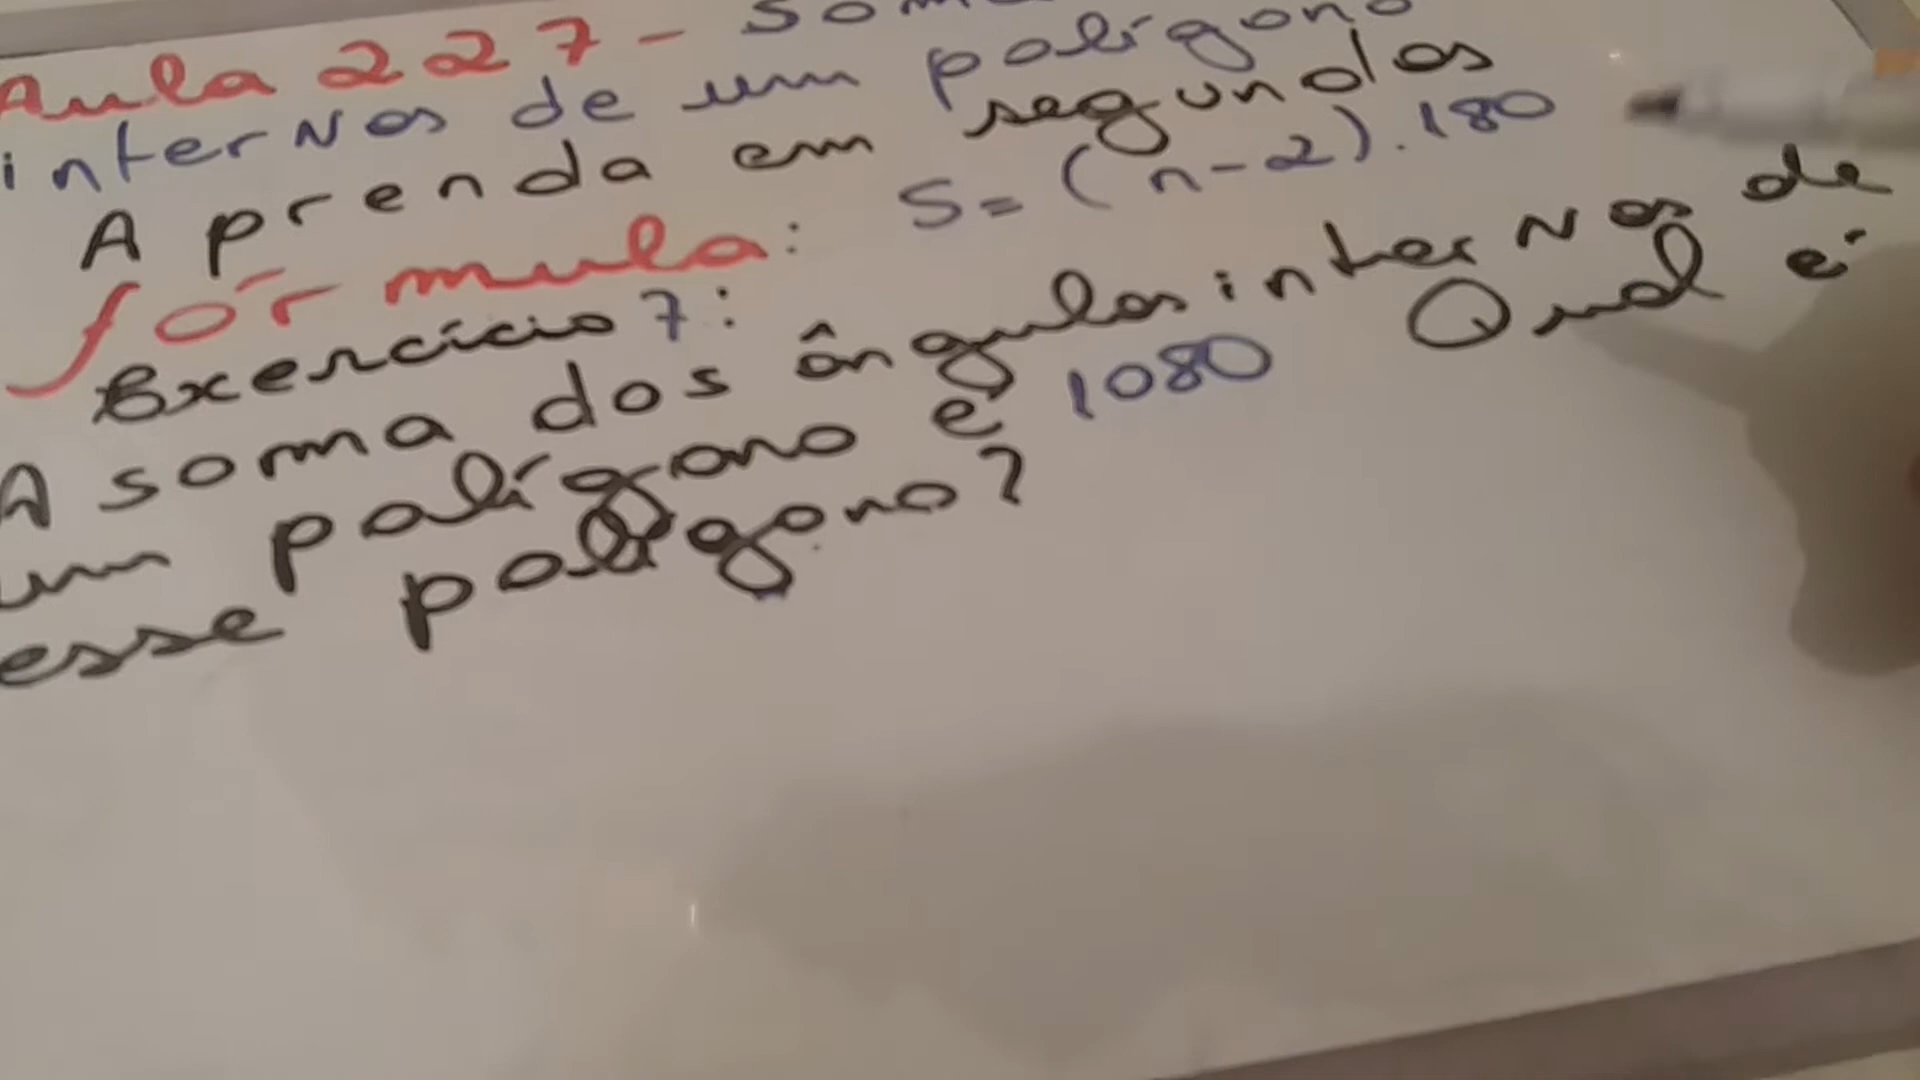 Aula 227 - Som
internos de um polígono
Aprenda em segundos
fórmula: S = (n-2).180
Exercício 7:
A soma dos ângulos internos de
um polígono é 1080 Qual é
esse polígono?